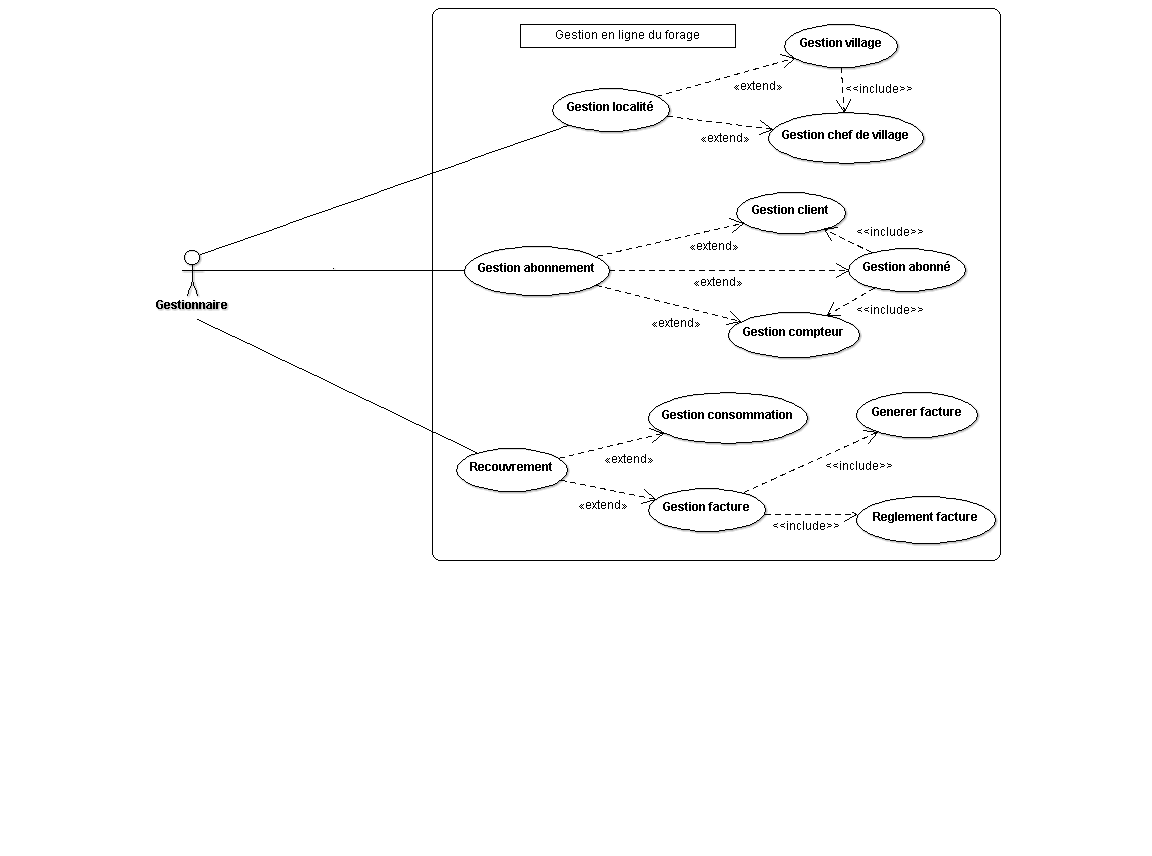 Gestion en ligne du forage
Gestion village
«extend»
<<include>>
Gestion localité
«extend»
Gestion chef de village
Gestion client
«extend»
<<include>>
Gestion abonnement
Gestion abonné
«extend»
<<include>>
«extend»
Gestion compteur
Gestionnaire
Gestion consommation
Generer facture
Recouvrement
«extend»
<<include>>
«extend»
Gestion facture
Reglement facture
<<include>>